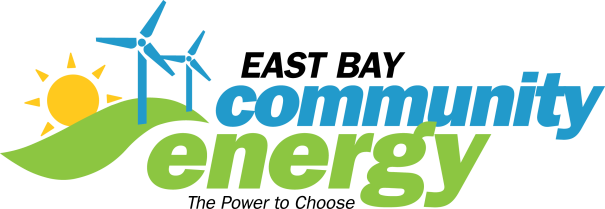 EAST BAY
community
energy
The Power to Choose